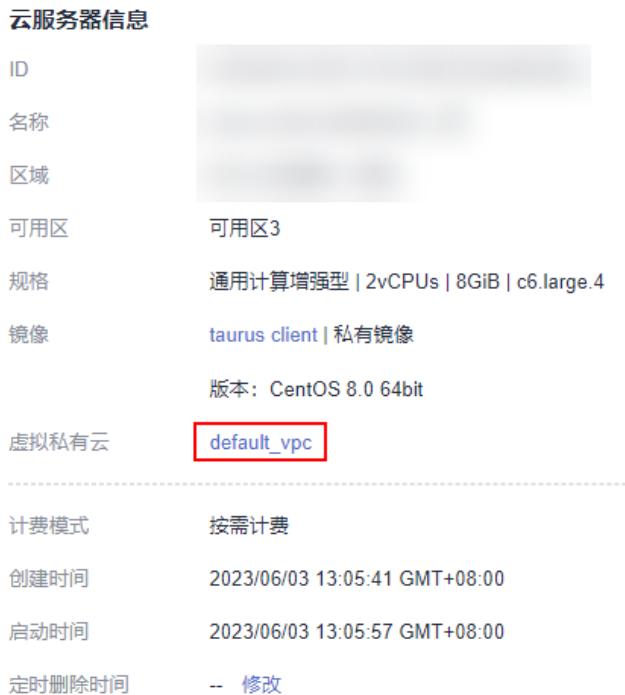 云服务器信息
ID
名称
区域
可用区 可用区3
规格 通用计算增强型 | 2vCPUs | 8GiB | c6.large.4
镜像 taurus client | 私有镜像
版本：CentOS 8.0 64bit
虚拟私有云 default_vpc
计费模式 按需计费
创建时间 2023/06/03 13:05:41 GMT+08:00
启动时间 2023/06/03 13:05:57 GMT+08:00
定时删除时间 -- 修改